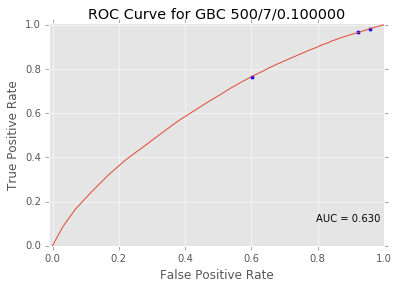 ROC Curve for GBC 500/7/0.100000
1.0
0.8
0.6
0.4
0.2
0.0
True Positive Rate
AUC = 0.630
0.0 0.2 0.4 0.6 0.8 1.0
False Positive Rate